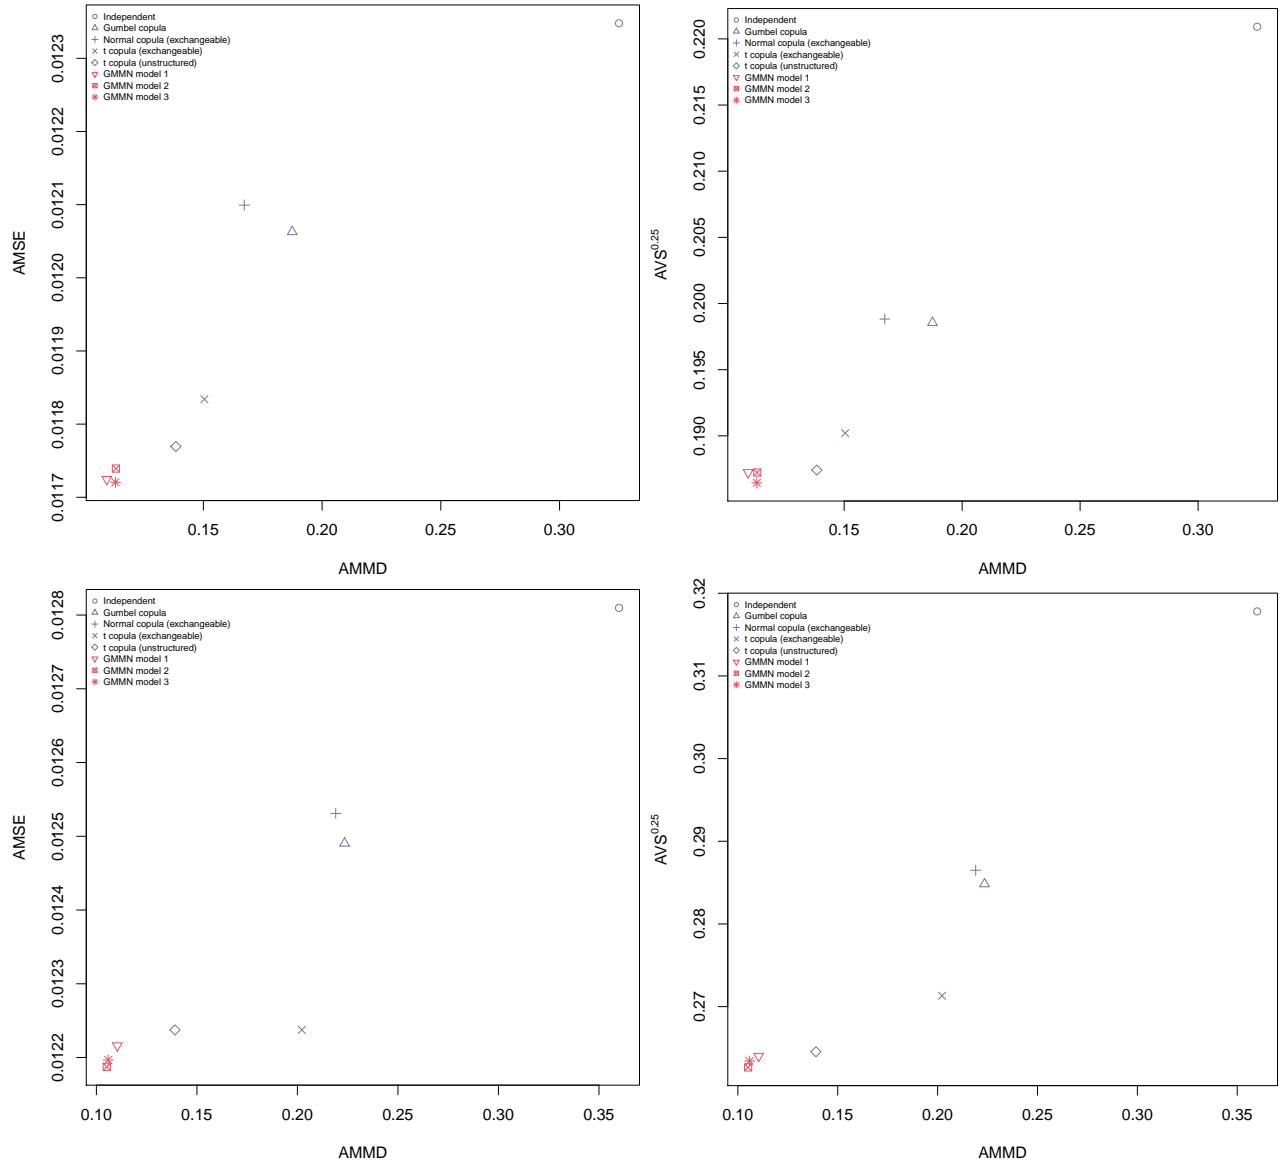 Independent
Gumbel copula
Normal copula (exchangeable)
t copula (exchangeable)
t copula (unstructured)
GMMN model 1
GMMN model 2
GMMN model 3
AMSE
0.0123
0.0122
0.0121
0.0120
0.0119
0.0118
0.0117
0.15 0.20 0.25 0.30
AMMD
Independent
Gumbel copula
Normal copula (exchangeable)
t copula (exchangeable)
t copula (unstructured)
GMMN model 1
GMMN model 2
GMMN model 3
AVS^0.25
0.220
0.215
0.210
0.205
0.200
0.195
0.190
0.15 0.20 0.25 0.30
AMMD
Independent
Gumbel copula
Normal copula (exchangeable)
t copula (exchangeable)
t copula (unstructured)
GMMN model 1
GMMN model 2
GMMN model 3
AMSE
0.0128
0.0127
0.0126
0.0125
0.0124
0.0123
0.0122
0.10 0.15 0.20 0.25 0.30 0.35
AMMD
Independent
Gumbel copula
Normal copula (exchangeable)
t copula (exchangeable)
t copula (unstructured)
GMMN model 1
GMMN model 2
GMMN model 3
AVS^0.25
0.32
0.31
0.30
0.29
0.28
0.27
0.10 0.15 0.20 0.25 0.30 0.35
AMMD